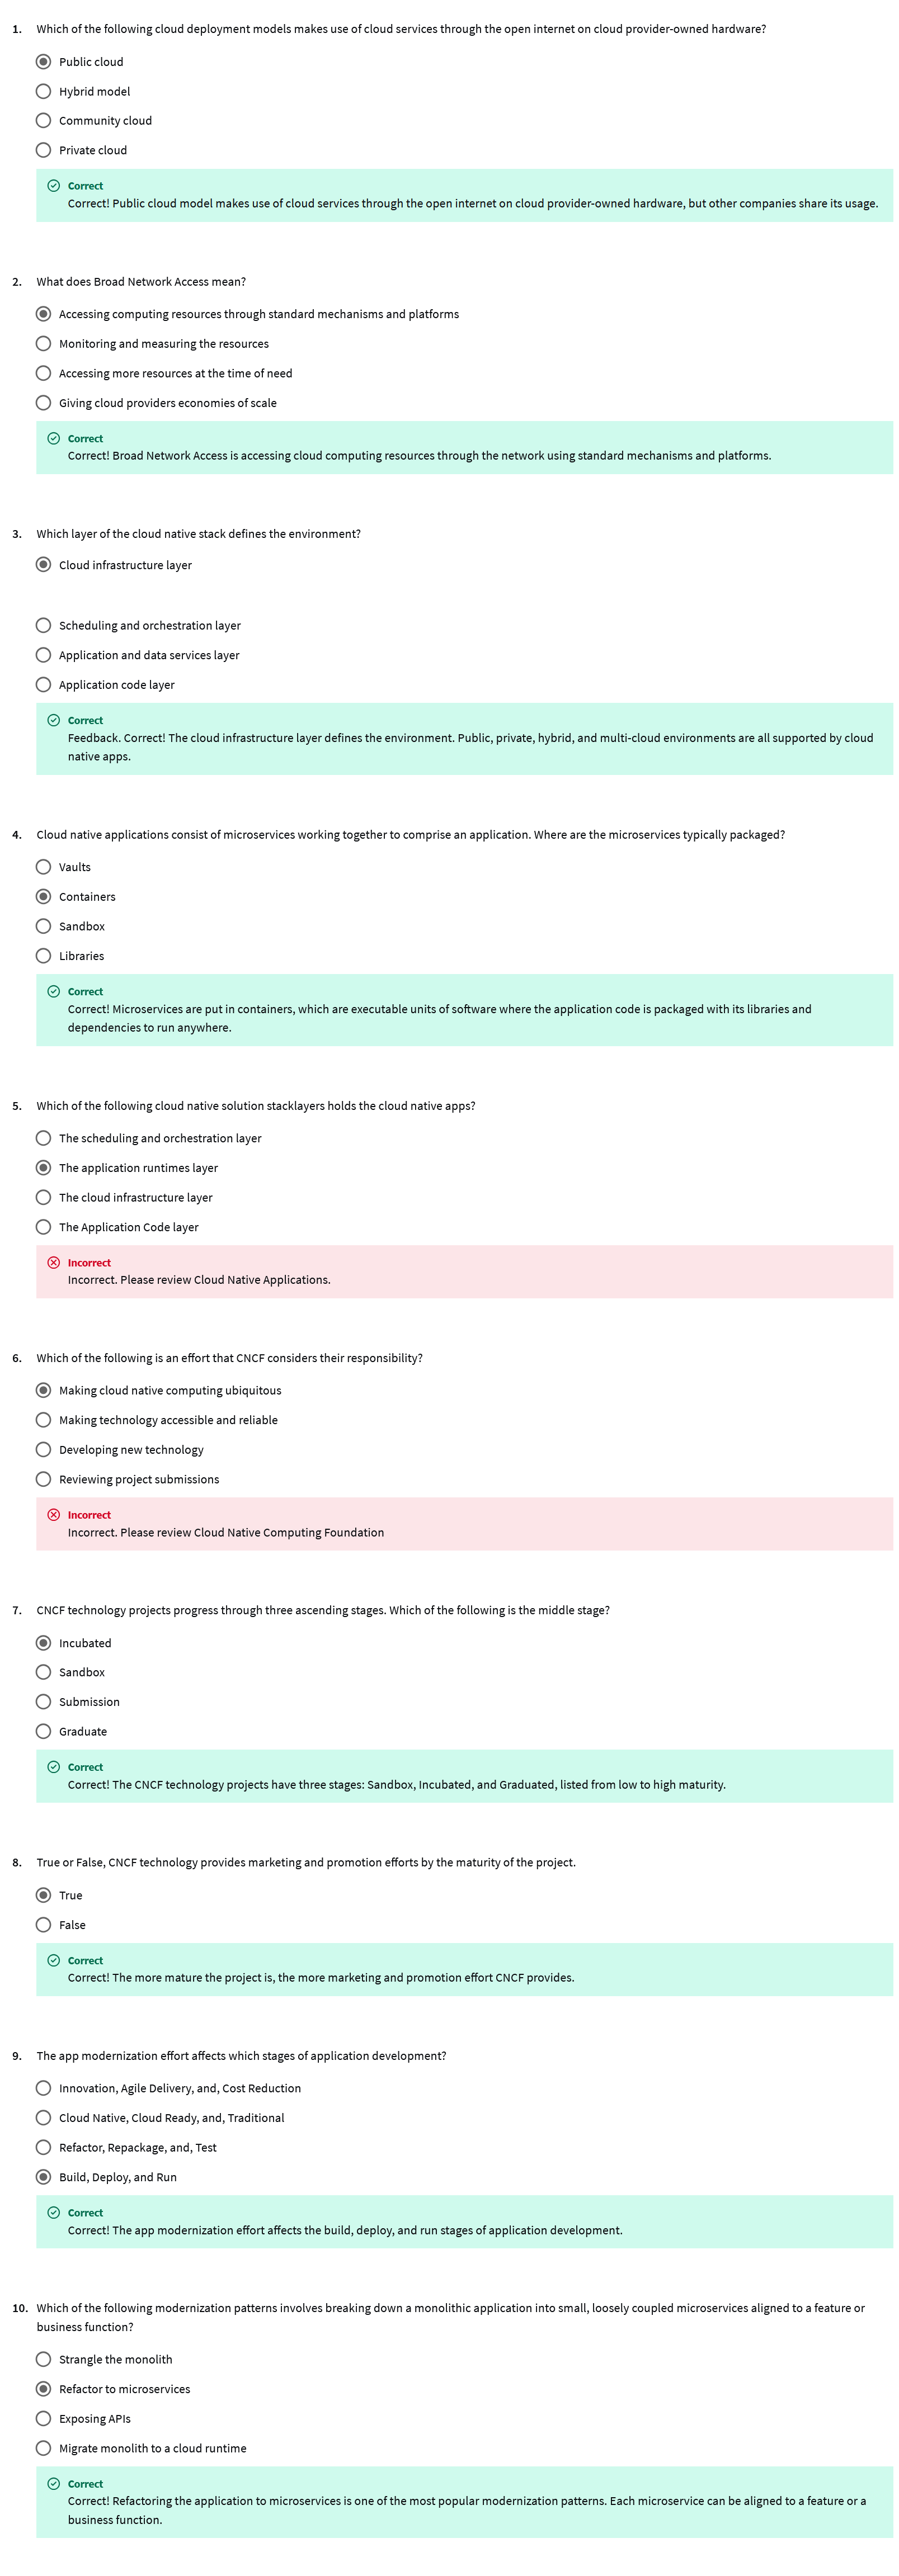 1. Which of the following cloud deployment models makes use of cloud services through the open internet on cloud provider-owned hardware?
Public cloud
Hybrid model
Community cloud
Private cloud
Correct
Correct! Public cloud model makes use of cloud services through the open internet on cloud provider-owned hardware, but other companies share its usage.
2. What does Broad Network Access mean?
Accessing computing resources through standard mechanisms and platforms
Monitoring and measuring the resources
Accessing more resources at the time of need
Giving cloud providers economies of scale
Correct
Correct! Broad Network Access is accessing cloud computing resources through the network using standard mechanisms and platforms.
3. Which layer of the cloud native stack defines the environment?
Cloud infrastructure layer
Scheduling and orchestration layer
Application and data services layer
Application code layer
Correct
Feedback. Correct! The cloud infrastructure layer defines the environment. Public, private, hybrid, and multi-cloud environments are all supported by cloud
native apps.
4. Cloud native applications consist of microservices working together to comprise an application. Where are the microservices typically packaged?
Vaults
Containers
Sandbox
Libraries
Correct
Correct! Microservices are put in containers, which are executable units of software where the application code is packaged with its libraries and
dependencies to run anywhere.
5. Which of the following cloud native solution stacklayers holds the cloud native apps?
The scheduling and orchestration layer
The application runtimes layer
The cloud infrastructure layer
The Application Code layer
Incorrect
Incorrect. Please review Cloud Native Applications.
6. Which of the following is an effort that CNCF considers their responsibility?
Making cloud native computing ubiquitous
Making technology accessible and reliable
Developing new technology
Reviewing project submissions
Incorrect
Incorrect. Please review Cloud Native Computing Foundation
7. CNCF technology projects progress through three ascending stages. Which of the following is the middle stage?
Incubated
Sandbox
Submission
Graduate
Correct
Correct! The CNCF technology projects have three stages: Sandbox, Incubated, and Graduated, listed from low to high maturity.
8. True or False, CNCF technology provides marketing and promotion efforts by the maturity of the project.
True
False
Correct
Correct! The more mature the project is, the more marketing and promotion effort CNCF provides.
9. The app modernization effort affects which stages of application development?
Innovation, Agile Delivery, and, Cost Reduction
Cloud Native, Cloud Ready, and, Traditional
Refactor, Repackage, and, Test
Build, Deploy, and Run
Correct
Correct! The app modernization effort affects the build, deploy, and run stages of application development.
10. Which of the following modernization patterns involves breaking down a monolithic application into small, loosely coupled microservices aligned to a feature or
business function?
Strangle the monolith
Refactor to microservices
Exposing APIs
Migrate monolith to a cloud runtime
Correct
Correct! Refactoring the application to microservices is one of the most popular modernization patterns. Each microservice can be aligned to a feature or a
business function.